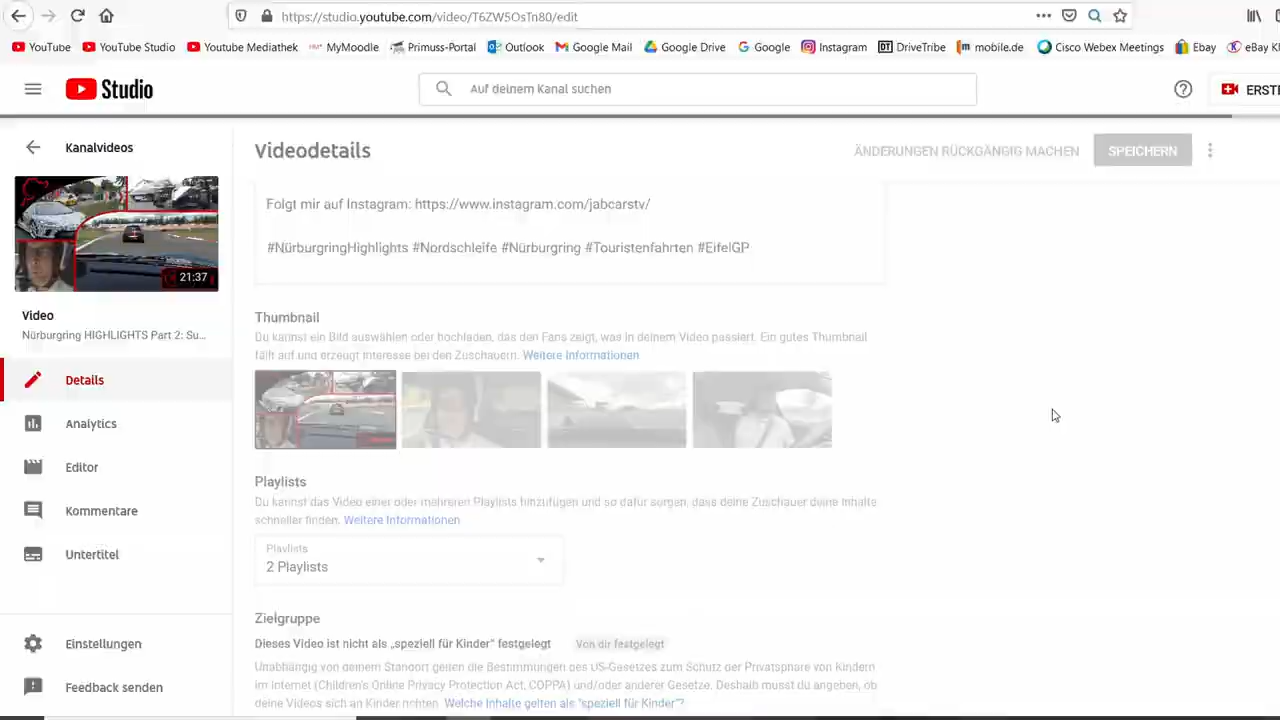 https://studio.youtube.com/video/T6ZW5OsTn80/edit
YouTube YouTube Studio Youtube Mediathek MyMoodle Primuss-Portal Outlook Google Mail Google Drive Google Instagram DriveTribe mobile.de Cisco Webex Meetings Ebay eBay Kl
Studio
Auf deinem Kanal suchen
ERSTE
Kanalvideos
Videodetails
ÄNDERUNGEN RÜCKGÄNGIG MACHEN
SPEICHERN
Folgt mir auf Instagram: https://www.instagram.com/jabcarstv/
#NürburgringHighlights #Nordschleife #Nürburgring #Touristenfahrten #EifelGP
21:37
Video
Nürburgring HIGHLIGHTS Part 2: Su...
Details
Analytics
Editor
Kommentare
Untertitel
Einstellungen
Feedback senden
Thumbnail
Du kannst ein Bild auswählen oder hochladen, das den Fans zeigt, was in deinem Video passiert. Ein gutes Thumbnail
fällt auf und erzeugt Interesse bei den Zuschauern. Weitere Informationen
Playlists
Du kannst das Video einer oder mehreren Playlists hinzufügen und so dafür sorgen, dass deine Zuschauer deine Inhalte
schneller finden. Weitere Informationen
Playlists
2 Playlists
Zielgruppe
Dieses Video ist nicht als „speziell für Kinder" festgelegt Von dir festgelegt
Unabhängig von deinem Standort gelten die Bestimmungen des US-Gesetzes zum Schutz der Privatsphäre von Kindern
im Internet (Children's Online Privacy Protection Act, COPPA) und/oder anderer Gesetze. Deshalb musst du angeben, ob
deine Videos sich an Kinder richten. Welche Inhalte gelten als "speziell für Kinder"?